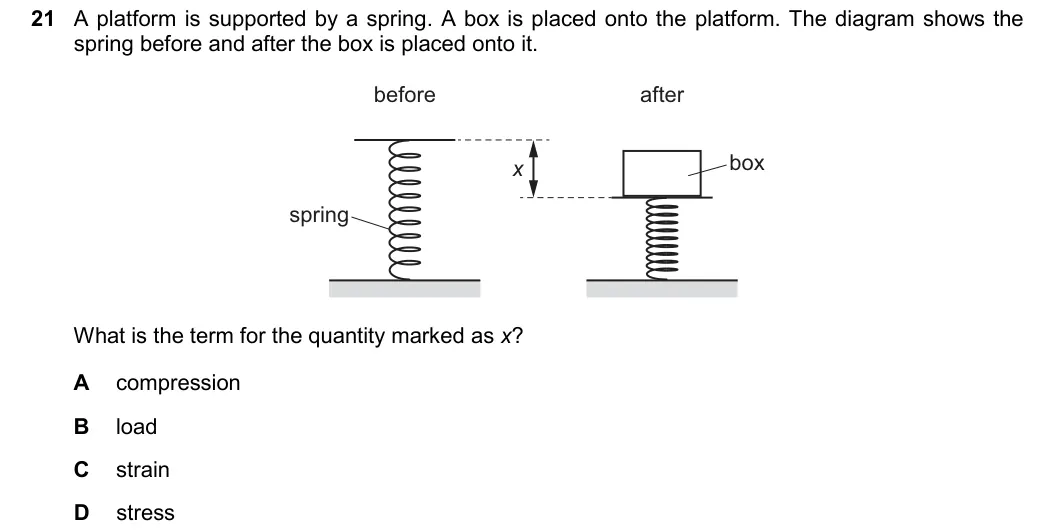 21 A platform is supported by a spring. A box is placed onto the platform. The diagram shows the
spring before and after the box is placed onto it.
before
after
x
box
spring
What is the term for the quantity marked as x?
A compression
B load
C strain
D stress